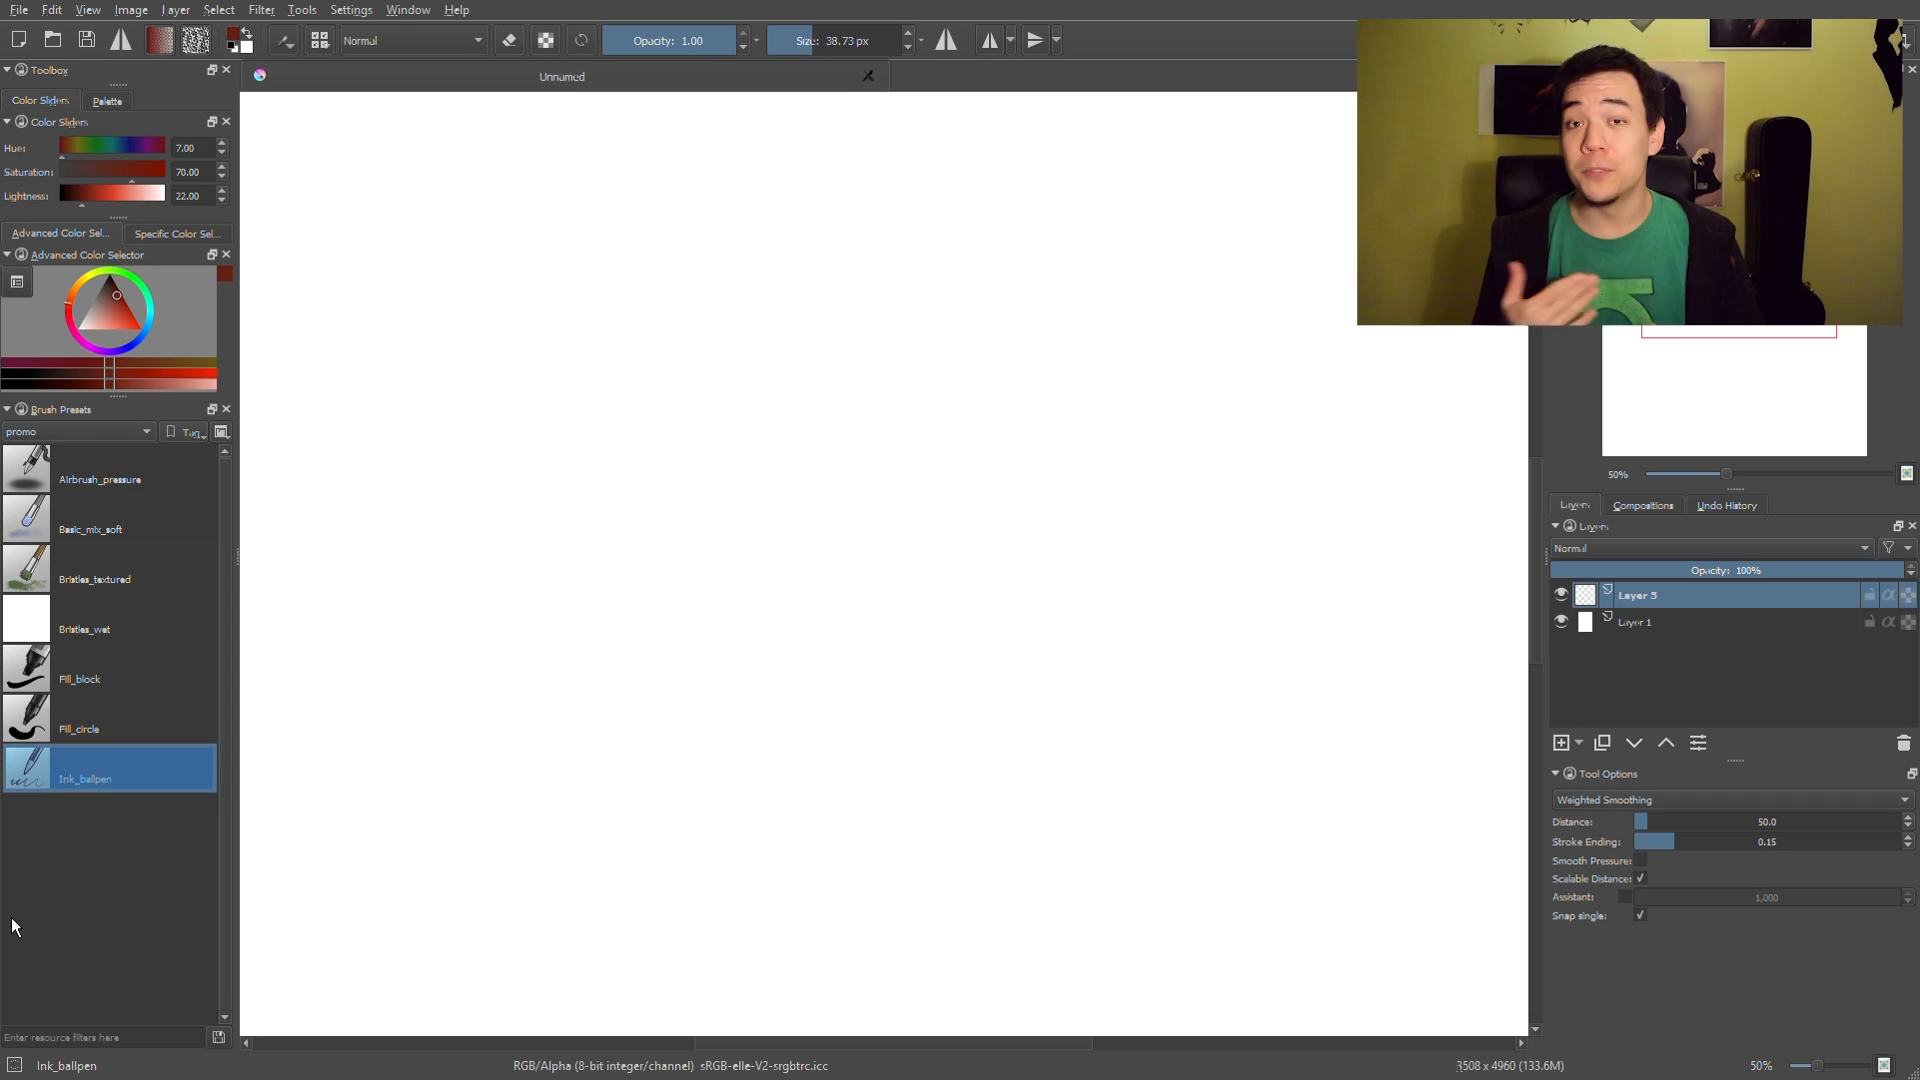 File Edit View Image Layer Select Filter Tools Settings Window Help
Normal
Opacity: 1.00
Size: 38.73 px
Toolbox
Unnamed
Color Sliders Palette
Color Sliders
Hue: 7.00
Saturation: 70.00
Lightness: 22.00
Advanced Color Sel... Specific Color Sel...
Advanced Color Selector
Brush Presets
promo Tag
Airbrush_pressure
Basic_mix_soft
Bristles_textured
Bristles_wet
Fill_block
Fill_circle
Ink_ballpen
Enter resource filters here
Ink_ballpen
RGB/Alpha (8-bit integer/channel) sRGB-elle-V2-srgbtrc.icc
3508 x 4960 (133.6M)
50%
50%
Layers Compositions Undo History
Layers
Normal
Opacity: 100%
Layer 5
Layer 1
Tool Options
Weighted Smoothing
Distance: 50.0
Stroke Ending: 0.15
Smooth Pressure:
Scalable Distance:
Assistant: 1,000
Snap single: